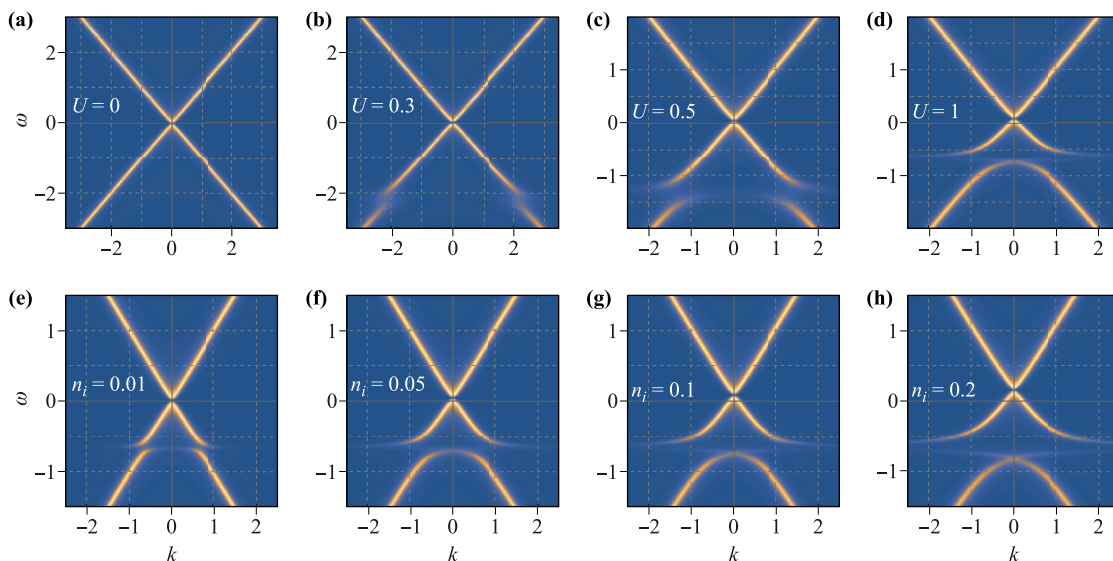 (a) (b) (c) (d)
2 2 1 1
U = 0 U = 0.3 U = 0.5 U = 1
ω 0 0 0 0
−2 −2 −1 −1
−2 0 2 −2 0 2 −2 −1 0 1 2 −2 −1 0 1 2
(e) (f) (g) (h)
1 1 1 1
n_i = 0.01 n_i = 0.05 n_i = 0.1 n_i = 0.2
ω 0 0 0 0
−1 −1 −1 −1
−2 −1 0 1 2 −2 −1 0 1 2 −2 −1 0 1 2 −2 −1 0 1 2
k k k k